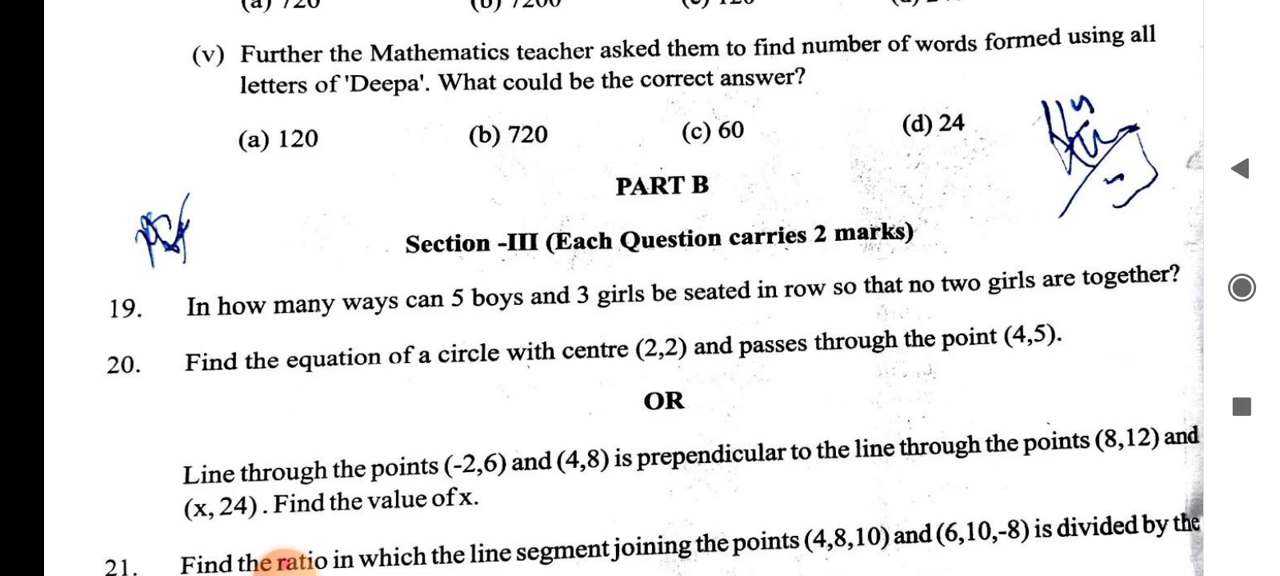 (v) Further the Mathematics teacher asked them to find number of words formed using all
letters of 'Deepa'. What could be the correct answer?
(a) 120 (b) 720 (c) 60 (d) 24
PART B
Section -III (Each Question carries 2 marks)
19. In how many ways can 5 boys and 3 girls be seated in row so that no two girls are together?
20. Find the equation of a circle with centre (2,2) and passes through the point (4,5).
OR
Line through the points (-2,6) and (4,8) is prependicular to the line through the points (8,12) and
(x, 24). Find the value of x.
21. Find the ratio in which the line segment joining the points (4,8,10) and (6,10,-8) is divided by the